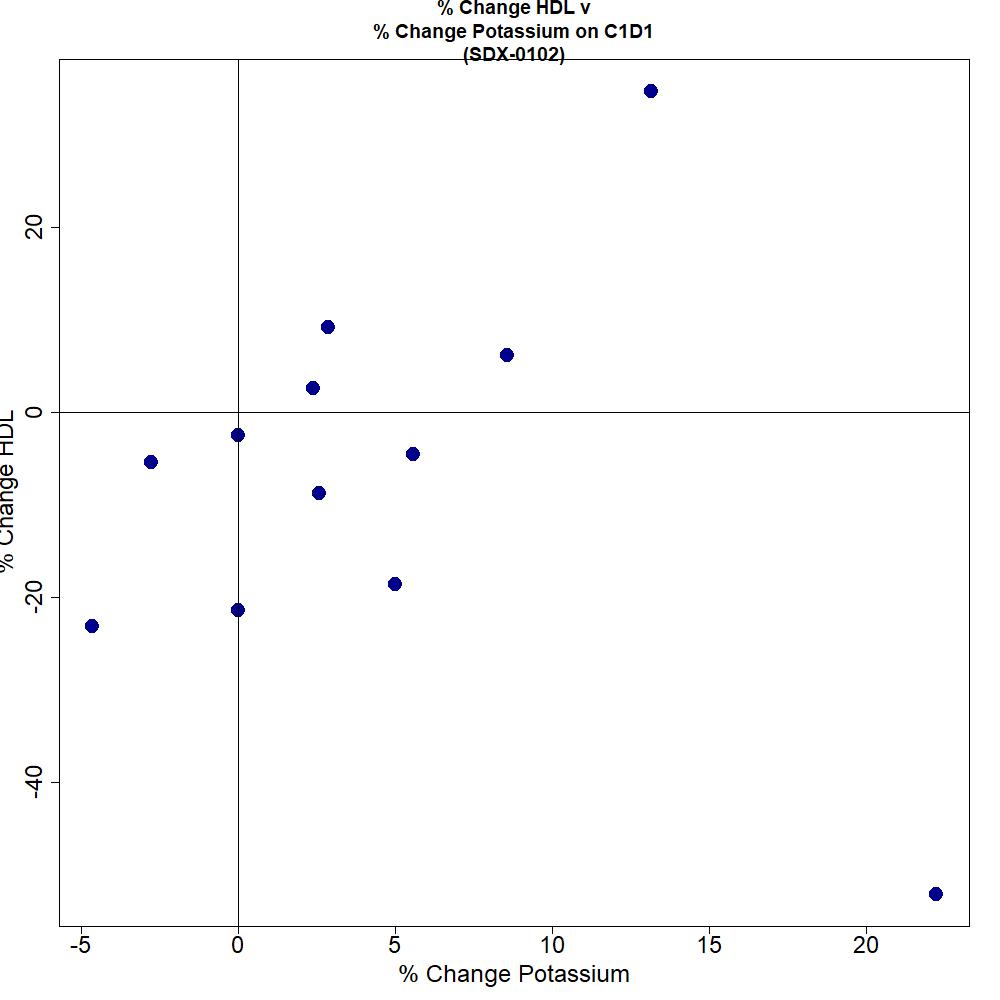 % Change HDL v
% Change Potassium on C1D1
(SDX-0102)
20
0
-20
-40
% Change HDL
-5
0
5
10
15
20
% Change Potassium